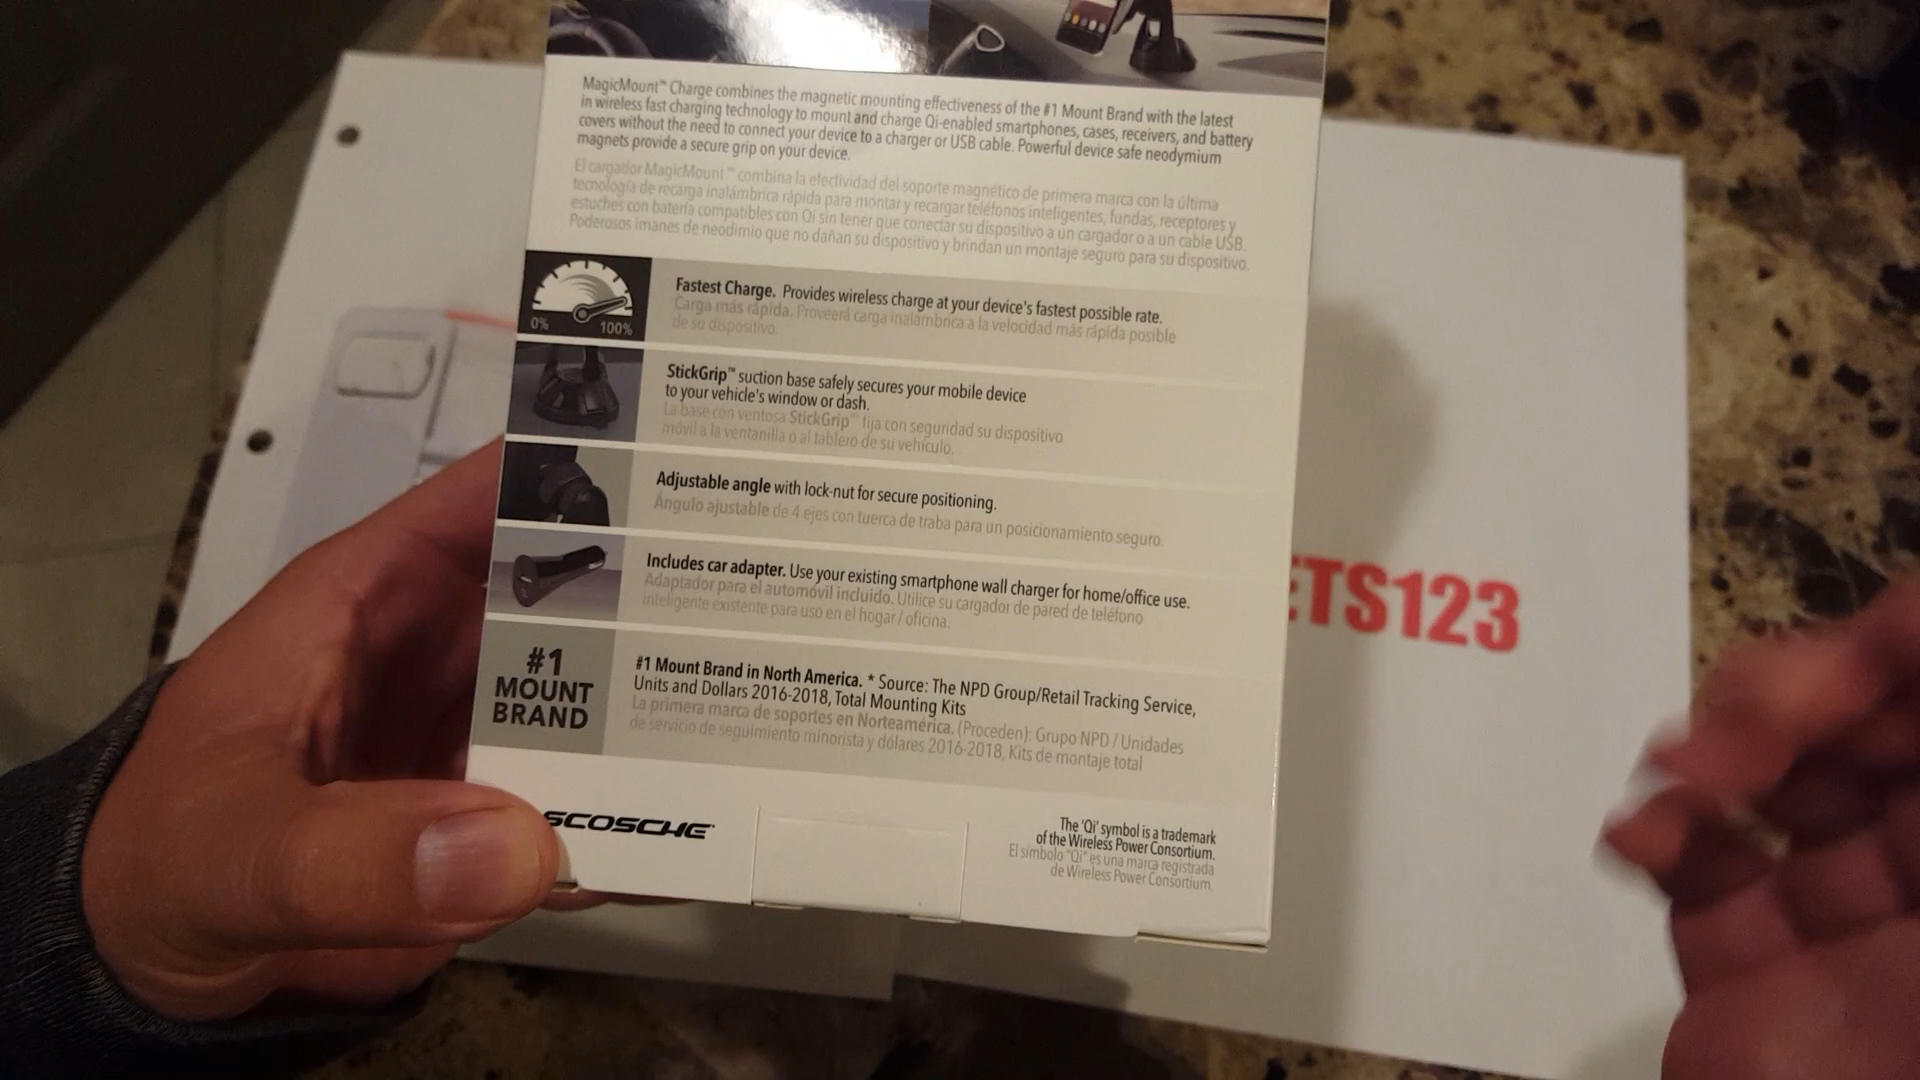 MagicMount™ Charge combines the magnetic mounting effectiveness of the #1 Mount Brand with the latest
in wireless fast charging technology to mount and charge Qi-enabled smartphones, cases, receivers, and battery
covers without the need to connect your device to a charger or USB cable. Powerful device safe neodymium
magnets provide a secure grip on your device.
El cargador MagicMount™ combina la efectividad del soporte magnético de primera marca con la última
tecnología de recarga inalámbrica rápida para montar y recargar teléfonos inteligentes, fundas, receptores y
estuches con batería compatibles con Qi sin tener que conectar su dispositivo a un cargador o a un cable USB.
Poderosos imanes de neodimio que no dañan su dispositivo y brindan un montaje seguro para su dispositivo.
0% 100%
Fastest Charge. Provides wireless charge at your device's fastest possible rate.
Carga más rápida. Proveerá carga inalámbrica a la velocidad más rápida posible
de su dispositivo.
StickGrip™ suction base safely secures your mobile device
to your vehicle's window or dash.
La base con ventosa StickGrip™ fija con seguridad su dispositivo
móvil a la ventanilla o al tablero de su vehículo.
Adjustable angle with lock-nut for secure positioning.
Ángulo ajustable de 4 ejes con tuerca de traba para un posicionamiento seguro.
Includes car adapter. Use your existing smartphone wall charger for home/office use.
Adaptador para el automóvil incluido. Utilice su cargador de pared de teléfono
inteligente existente para uso en el hogar / oficina.
#1
MOUNT
BRAND
#1 Mount Brand in North America. * Source: The NPD Group/Retail Tracking Service,
Units and Dollars 2016-2018, Total Mounting Kits
La primera marca de soportes en Norteamérica. (Proceden): Grupo NPD / Unidades
de servicio de seguimiento minorista y dólares 2016-2018, Kits de montaje total
SCOSCHE
The 'Qi' symbol is a trademark
of the Wireless Power Consortium.
El símbolo "Qi" es una marca registrada
de Wireless Power Consortium.
ETS123